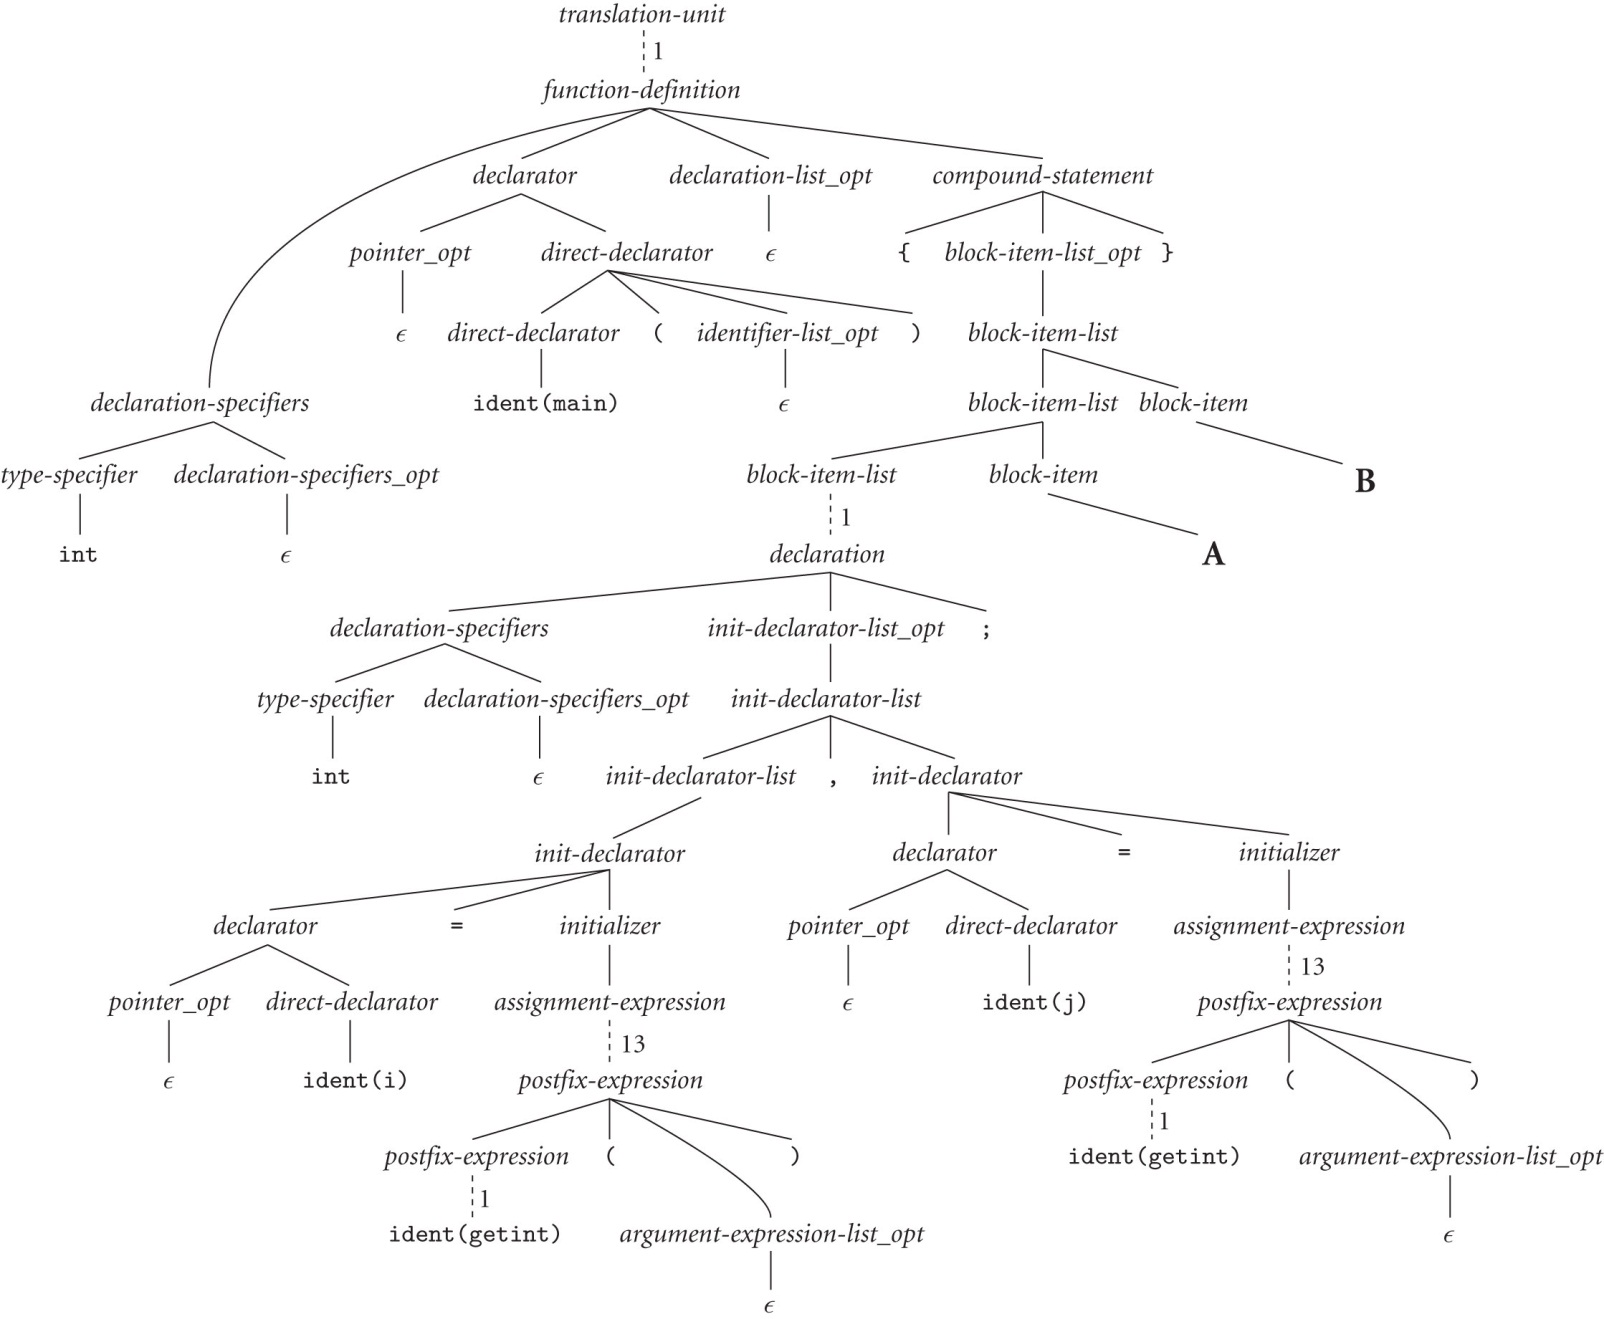 translation-unit
1
function-definition
declarator declaration-list_opt compound-statement
pointer_opt direct-declarator ϵ { block-item-list_opt }
ϵ direct-declarator ( identifier-list_opt ) block-item-list
declaration-specifiers ident(main) ϵ block-item-list block-item
type-specifier declaration-specifiers_opt block-item-list block-item B
1
int ϵ declaration A
declaration-specifiers init-declarator-list_opt ;
type-specifier declaration-specifiers_opt init-declarator-list
int ϵ init-declarator-list , init-declarator
init-declarator declarator = initializer
declarator = initializer pointer_opt direct-declarator assignment-expression
13
pointer_opt direct-declarator assignment-expression ϵ ident(j) postfix-expression
13
ϵ ident(i) postfix-expression postfix-expression ( )
1
postfix-expression ( ) ident(getint) argument-expression-list_opt
1
ident(getint) argument-expression-list_opt ϵ
ϵ